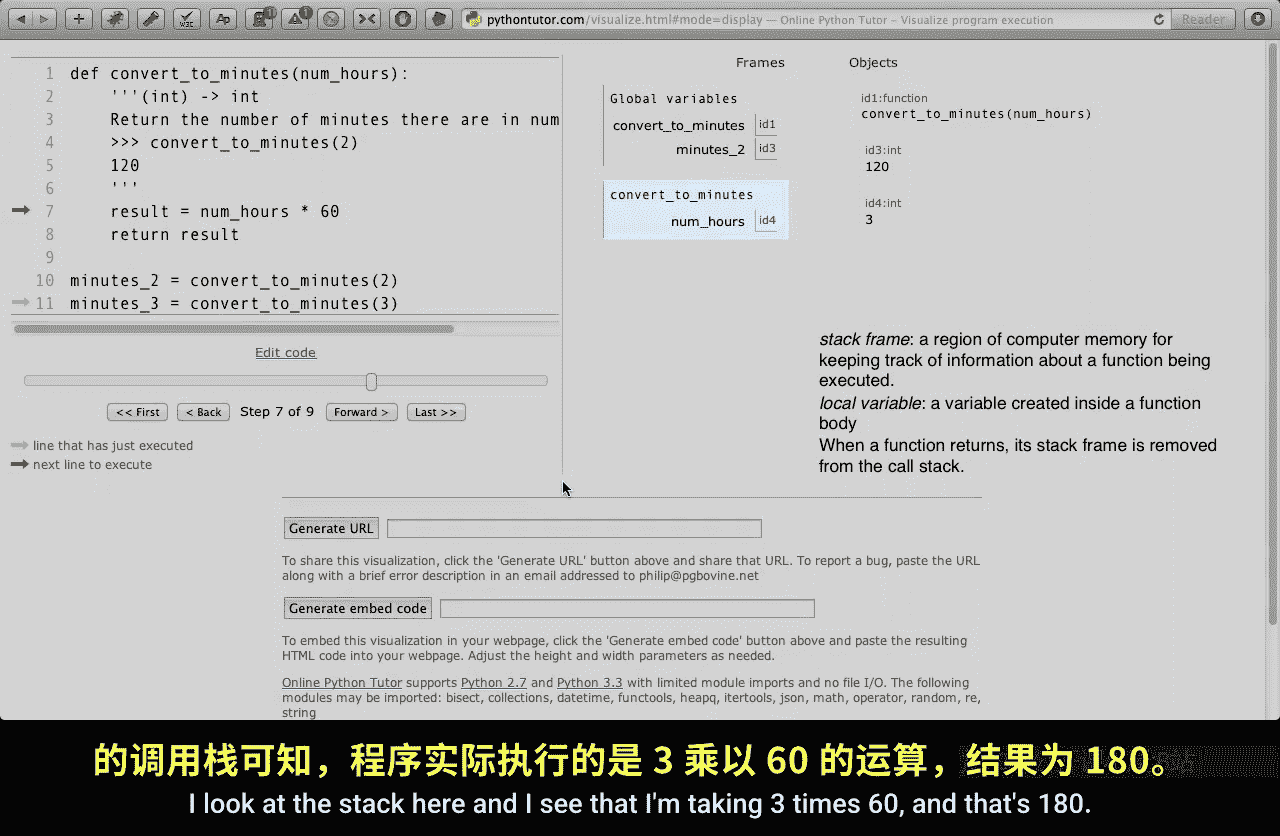 pythontutor.com/visualize.html#mode=display — Online Python Tutor – Visualize program execution
Reader
1 def convert_to_minutes(num_hours):
2 '''(int) -> int
3 Return the number of minutes there are in num
4 >>> convert_to_minutes(2)
5 120
6 '''
7 result = num_hours * 60
8 return result
9
10 minutes_2 = convert_to_minutes(2)
11 minutes_3 = convert_to_minutes(3)
Edit code
<< First
< Back
Step 7 of 9
Forward >
Last >>
line that has just executed
next line to execute
Frames
Objects
Global variables
convert_to_minutes id1
minutes_2 id3
convert_to_minutes
num_hours id4
id1:function
convert_to_minutes(num_hours)
id3:int
120
id4:int
3
stack frame: a region of computer memory for
keeping track of information about a function being
executed.
local variable: a variable created inside a function
body
When a function returns, its stack frame is removed
from the call stack.
Generate URL
To share this visualization, click the 'Generate URL' button above and share that URL. To report a bug, paste the URL
along with a brief error description in an email addressed to philip@pgbovine.net
Generate embed code
To embed this visualization in your webpage, click the 'Generate embed code' button above and paste the resulting
HTML code into your webpage. Adjust the height and width parameters as needed.
Online Python Tutor supports Python 2.7 and Python 3.3 with limited module imports and no file I/O. The following
modules may be imported: bisect, collections, datetime, functools, heapq, itertools, json, math, operator, random, re,
string
的调用栈可知，程序实际执行的是 3 乘以 60 的运算，结果为 180。
I look at the stack here and I see that I'm taking 3 times 60, and that's 180.